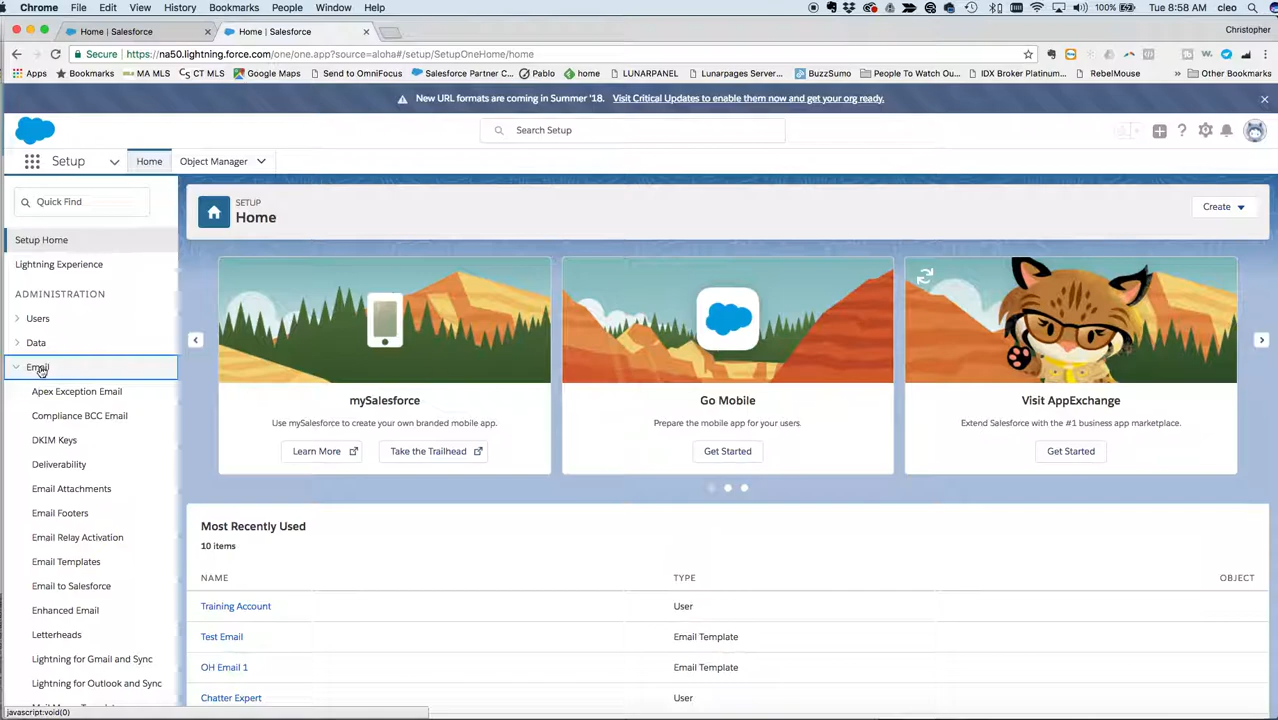 Chrome File Edit View History Bookmarks People Window Help
100% Tue 8:58 AM cleo
Home | Salesforce
Home | Salesforce
Christopher
Secure https://na50.lightning.force.com/one/one.app?source=aloha#/setup/SetupOneHome/home
Apps Bookmarks MA MLS CT MLS Google Maps Send to OmniFocus Salesforce Partner C... Pablo home LUNARPANEL Lunarpages Server... BuzzSumo People To Watch Ou... IDX Broker Platinum... RebelMouse » Other Bookmarks
New URL formats are coming in Summer '18. Visit Critical Updates to enable them now and get your org ready.
Search Setup
Setup Home Object Manager
Quick Find
SETUP
Home
Create
Setup Home
Lightning Experience
ADMINISTRATION
Users
Data
Email
Apex Exception Email
Compliance BCC Email
DKIM Keys
Deliverability
Email Attachments
Email Footers
Email Relay Activation
Email Templates
Email to Salesforce
Enhanced Email
Letterheads
Lightning for Gmail and Sync
Lightning for Outlook and Sync
javascript:void(0)
mySalesforce
Use mySalesforce to create your own branded mobile app.
Learn More Take the Trailhead
Go Mobile
Prepare the mobile app for your users.
Get Started
Visit AppExchange
Extend Salesforce with the #1 business app marketplace.
Get Started
Most Recently Used
10 items
NAME TYPE OBJECT
Training Account User
Test Email Email Template
OH Email 1 Email Template
Chatter Expert User